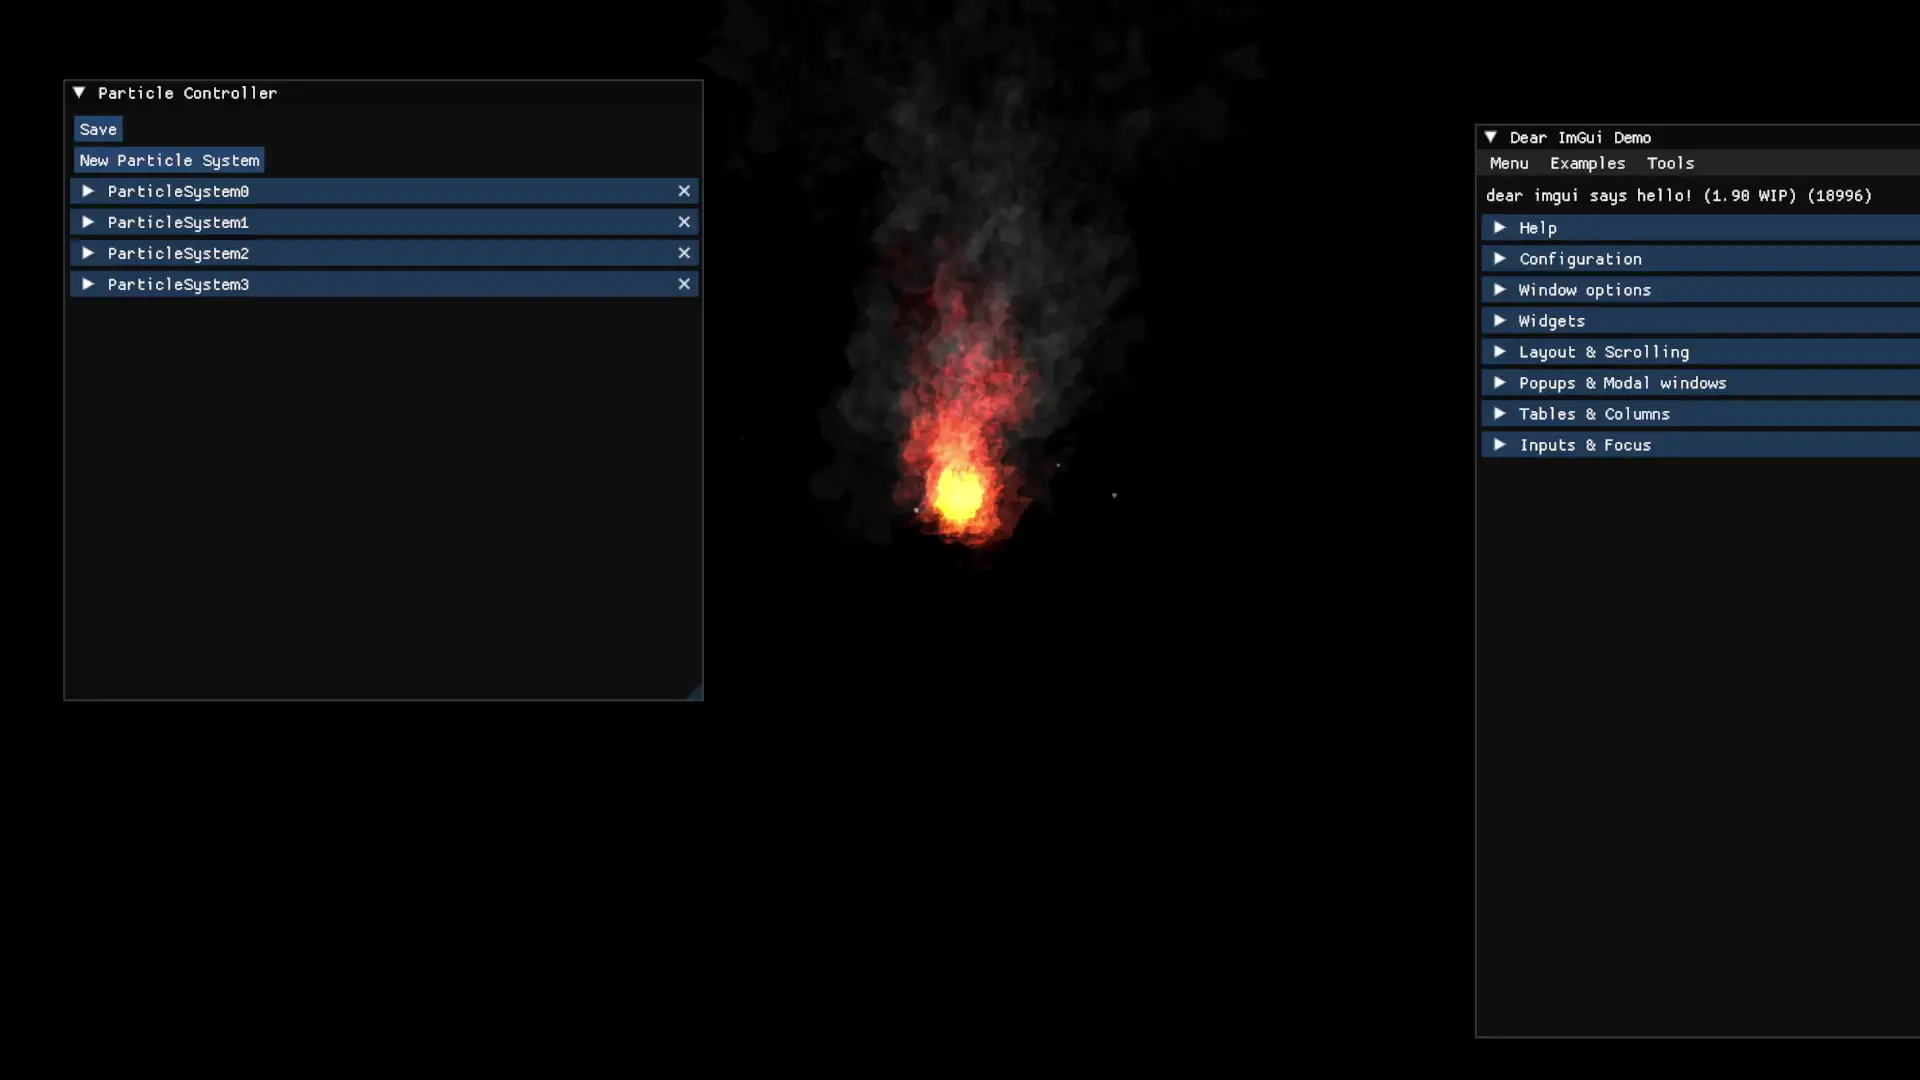 Particle Controller
Save
New Particle System
ParticleSystem0
ParticleSystem1
ParticleSystem2
ParticleSystem3
Dear ImGui Demo
Menu Examples Tools
dear imgui says hello! (1.90 WIP) (18996)
Help
Configuration
Window options
Widgets
Layout & Scrolling
Popups & Modal windows
Tables & Columns
Inputs & Focus